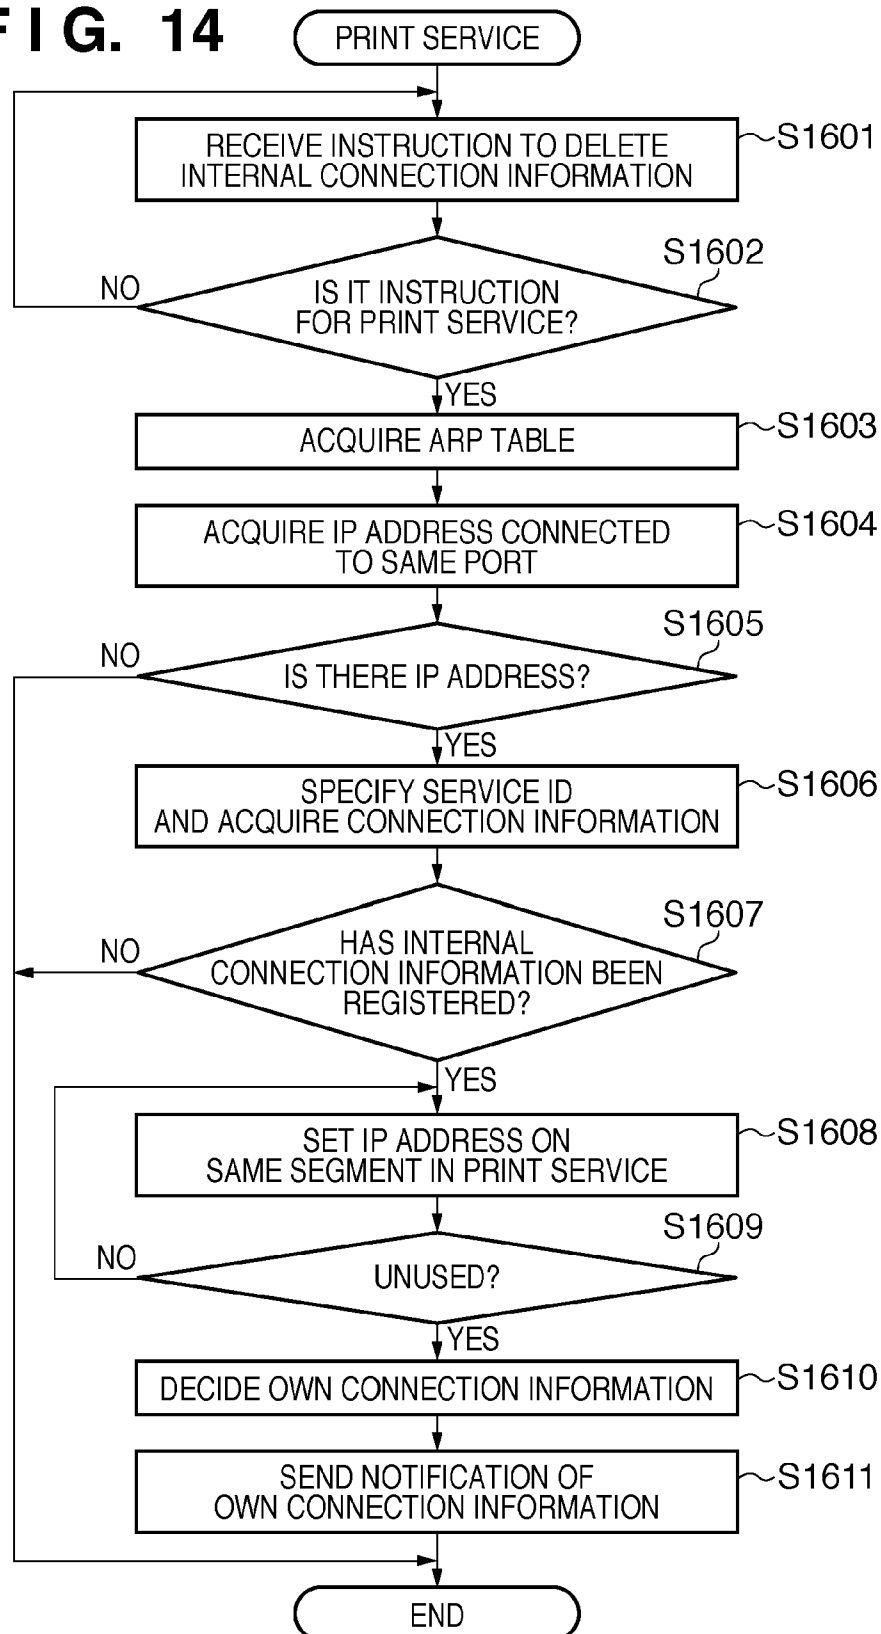 FIG. 14
PRINT SERVICE
RECEIVE INSTRUCTION TO DELETE
INTERNAL CONNECTION INFORMATION
S1601
S1602
IS IT INSTRUCTION
FOR PRINT SERVICE?
NO
YES
ACQUIRE ARP TABLE
S1603
ACQUIRE IP ADDRESS CONNECTED
TO SAME PORT
S1604
S1605
NO
IS THERE IP ADDRESS?
YES
SPECIFY SERVICE ID
AND ACQUIRE CONNECTION INFORMATION
S1606
S1607
NO
HAS INTERNAL
CONNECTION INFORMATION BEEN
REGISTERED?
YES
SET IP ADDRESS ON
SAME SEGMENT IN PRINT SERVICE
S1608
S1609
NO
UNUSED?
YES
DECIDE OWN CONNECTION INFORMATION
S1610
SEND NOTIFICATION OF
OWN CONNECTION INFORMATION
S1611
END